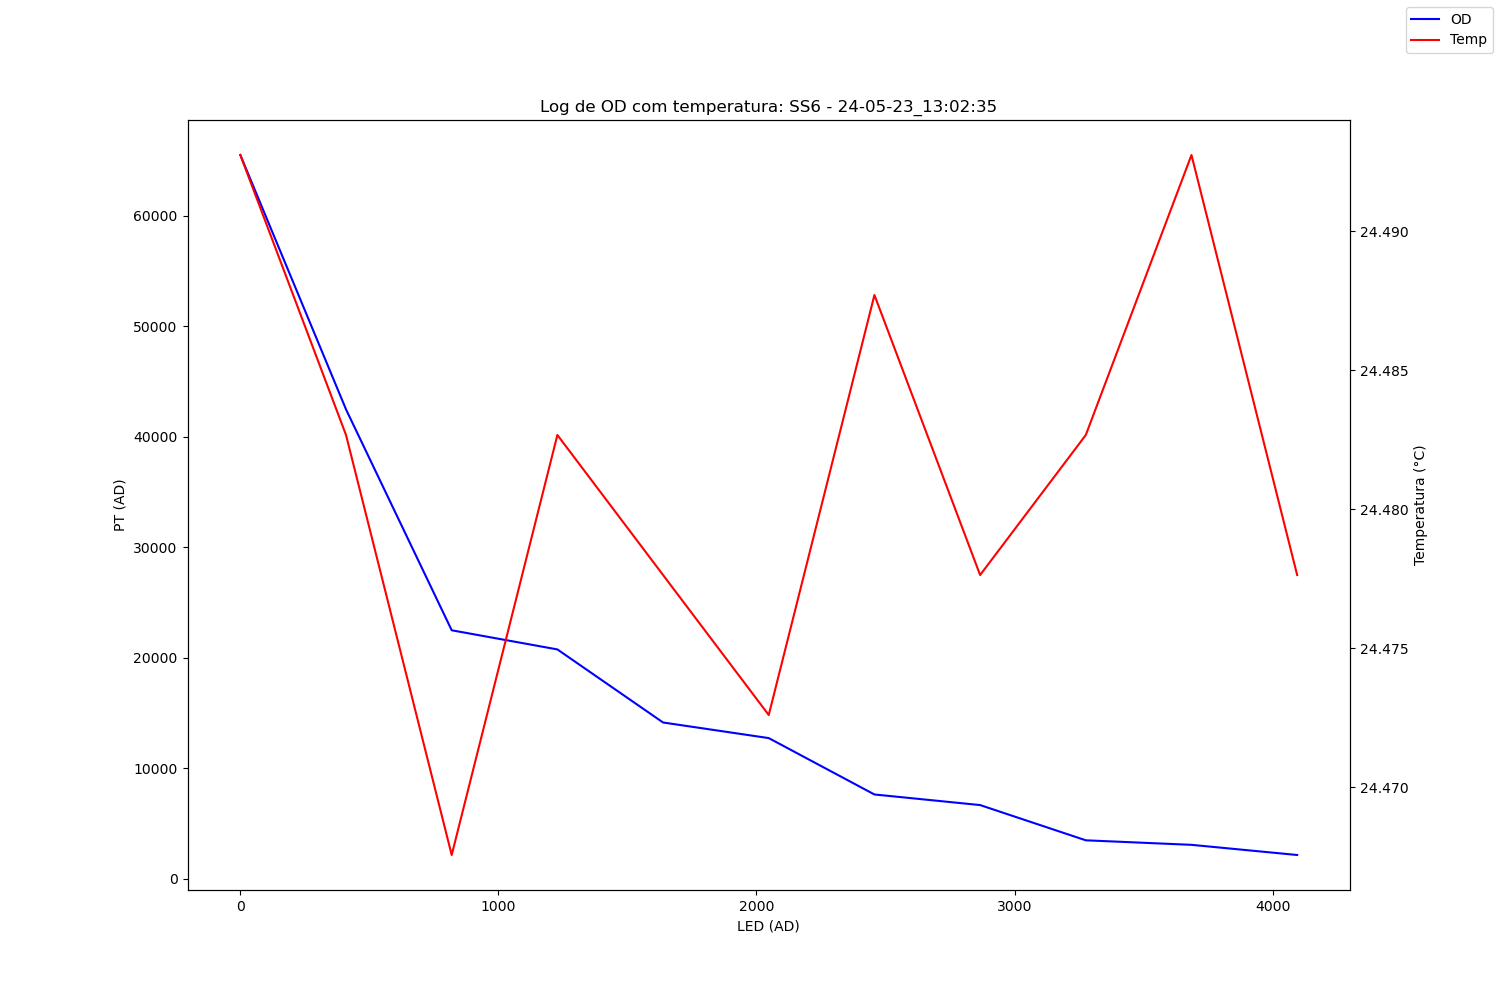 OD
Temp
Log de OD com temperatura: SS6 - 24-05-23_13:02:35
60000
50000
40000
30000
20000
10000
0
PT (AD)
24.490
24.485
24.480
24.475
24.470
Temperatura (°C)
0 1000 2000 3000 4000
LED (AD)